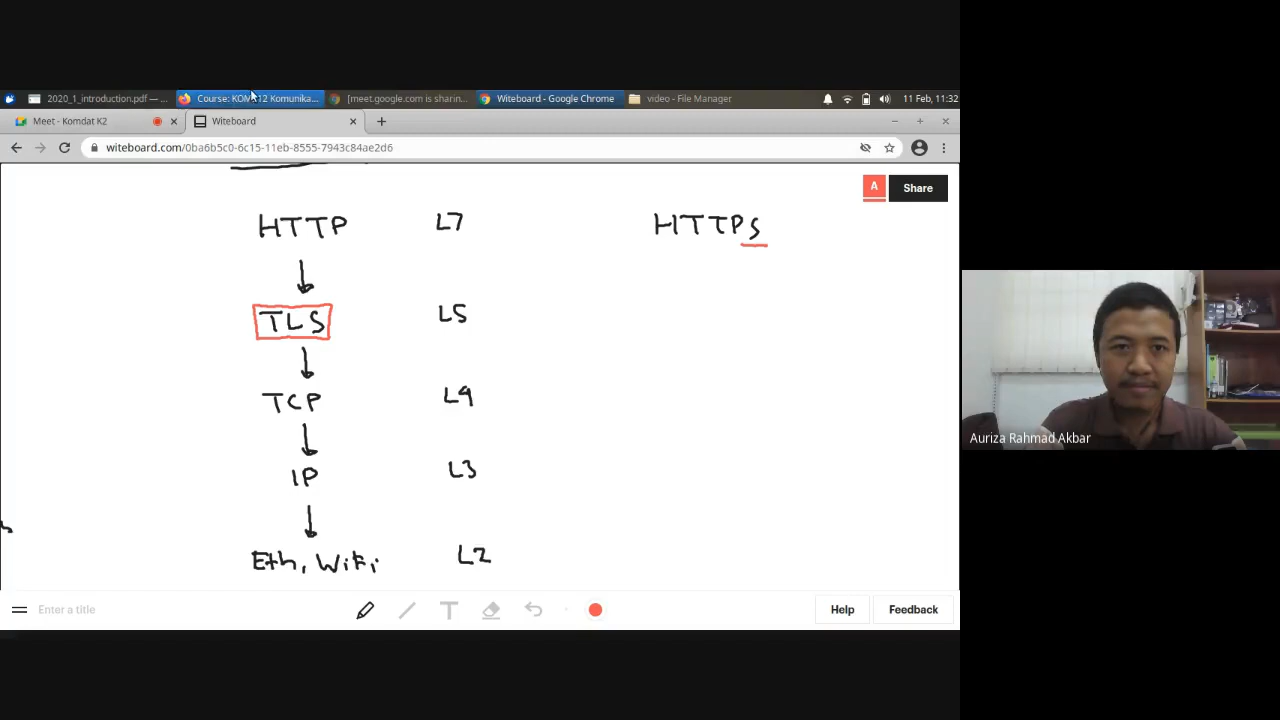 2020_1_introduction.pdf — ...
Course: KOM312 Komunika...
[meet.google.com is sharin...
Witeboard - Google Chrome
video - File Manager
11 Feb, 11:32
Meet - Komdat K2
Witeboard
witeboard.com/0ba6b5c0-6c15-11eb-8555-7943c84ae2d6
A
Share
HTTP L7 HTTPS
TLS L5
TCP L4
IP L3
Eth, Wifi L2
Auriza Rahmad Akbar
Enter a title
T
Help
Feedback